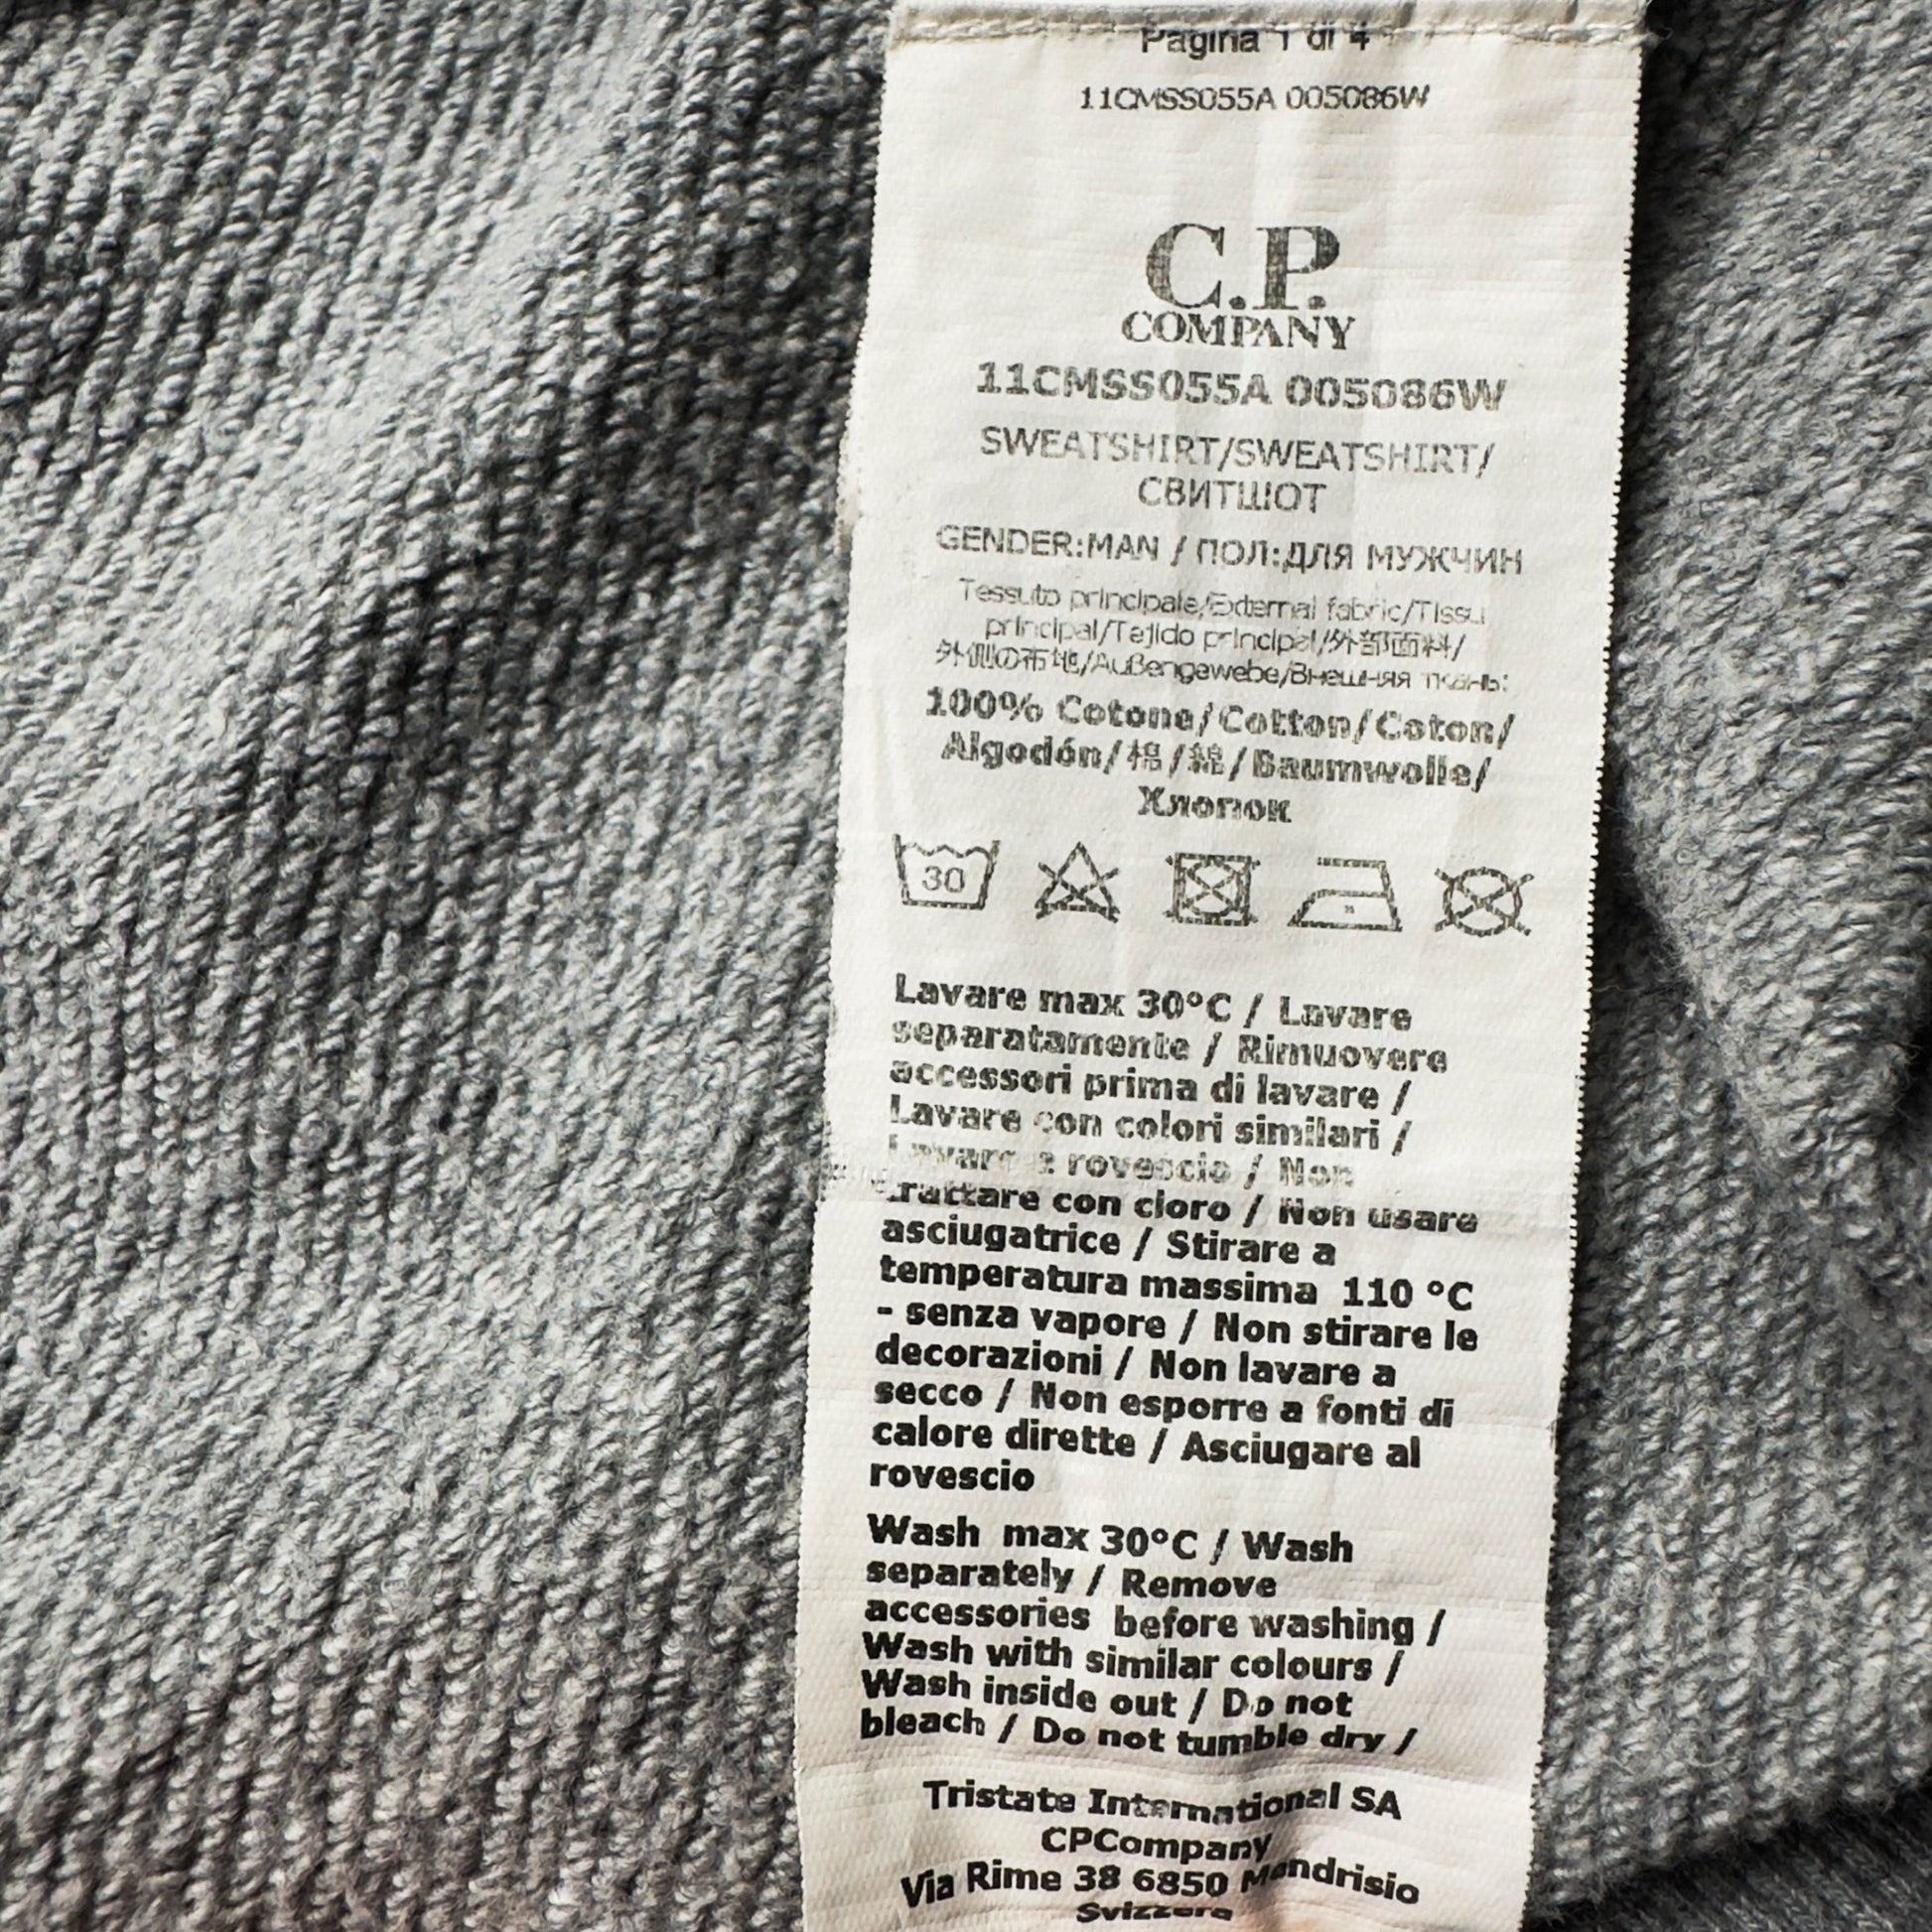 Pagina 1 di 4
11CMSS055A 005086W
C.P.
COMPANY
11CMSS055A 005086W
SWEATSHIRT/SWEATSHIRT/
СВИТШОТ
GENDER:MAN / ПОЛ:ДЛЯ МУЖЧИН
Tessuto principale/External fabric/Tissu
principal/Tejido principal/外部面料/
外側の布地/Außengewebe/Внешняя ткань:
100% Cotone/Cotton/Coton/
Algodón/棉/綿/Baumwolle/
Хлопок
30
Lavare max 30°C / Lavare
separatamente / Rimuovere
accessori prima di lavare /
Lavare con colori similari /
Lavare a rovescio / Non
trattare con cloro / Non usare
asciugatrice / Stirare a
temperatura massima 110 °C
- senza vapore / Non stirare le
decorazioni / Non lavare a
secco / Non esporre a fonti di
calore dirette / Asciugare al
rovescio
Wash max 30°C / Wash
separately / Remove
accessories before washing /
Wash with similar colours /
Wash inside out / Do not
bleach / Do not tumble dry /
Tristate International SA
CPCompany
Via Rime 38 6850 Mendrisio
Svizzera